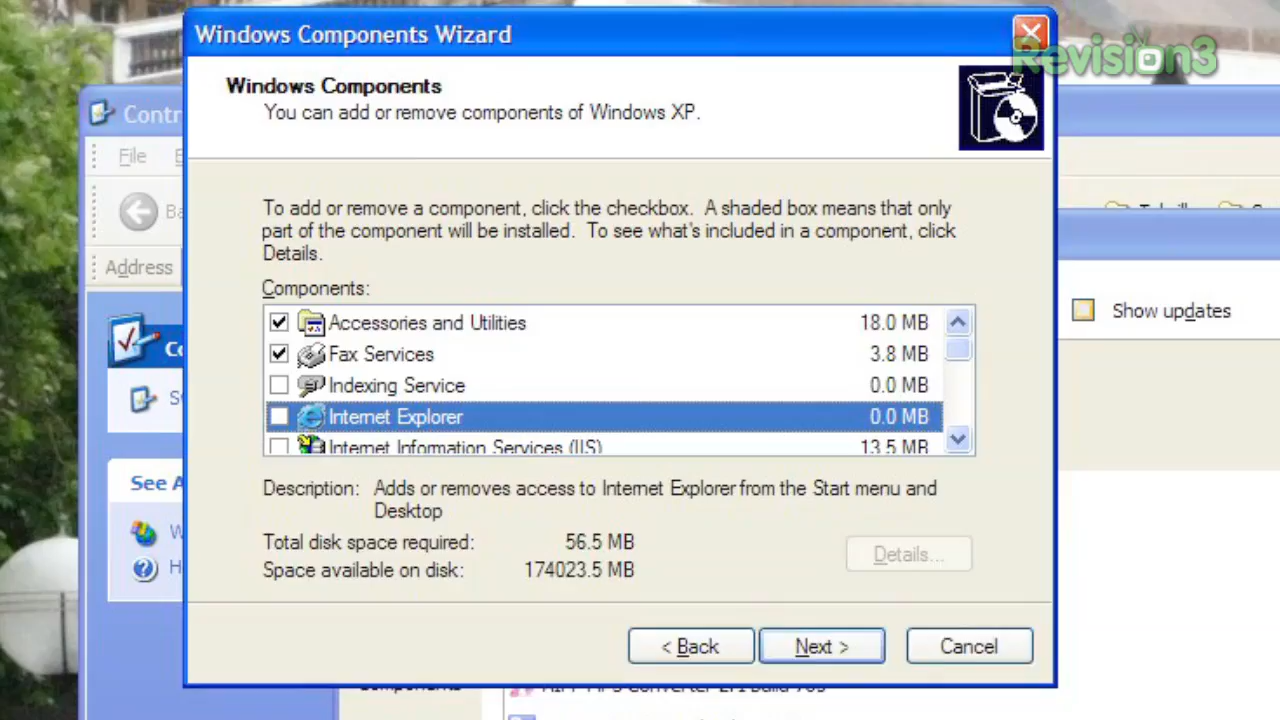 Windows Components Wizard
Revision3
Windows Components
You can add or remove components of Windows XP.
Contr
File
Address
To add or remove a component, click the checkbox. A shaded box means that only
part of the component will be installed. To see what's included in a component, click
Details.
Components:
Accessories and Utilities 18.0 MB
Fax Services 3.8 MB
Indexing Service 0.0 MB
Internet Explorer 0.0 MB
Internet Information Services (IIS) 13.5 MB
Show updates
See A
Description: Adds or removes access to Internet Explorer from the Start menu and
Desktop
Total disk space required: 56.5 MB
Space available on disk: 174023.5 MB
Details...
< Back Next > Cancel